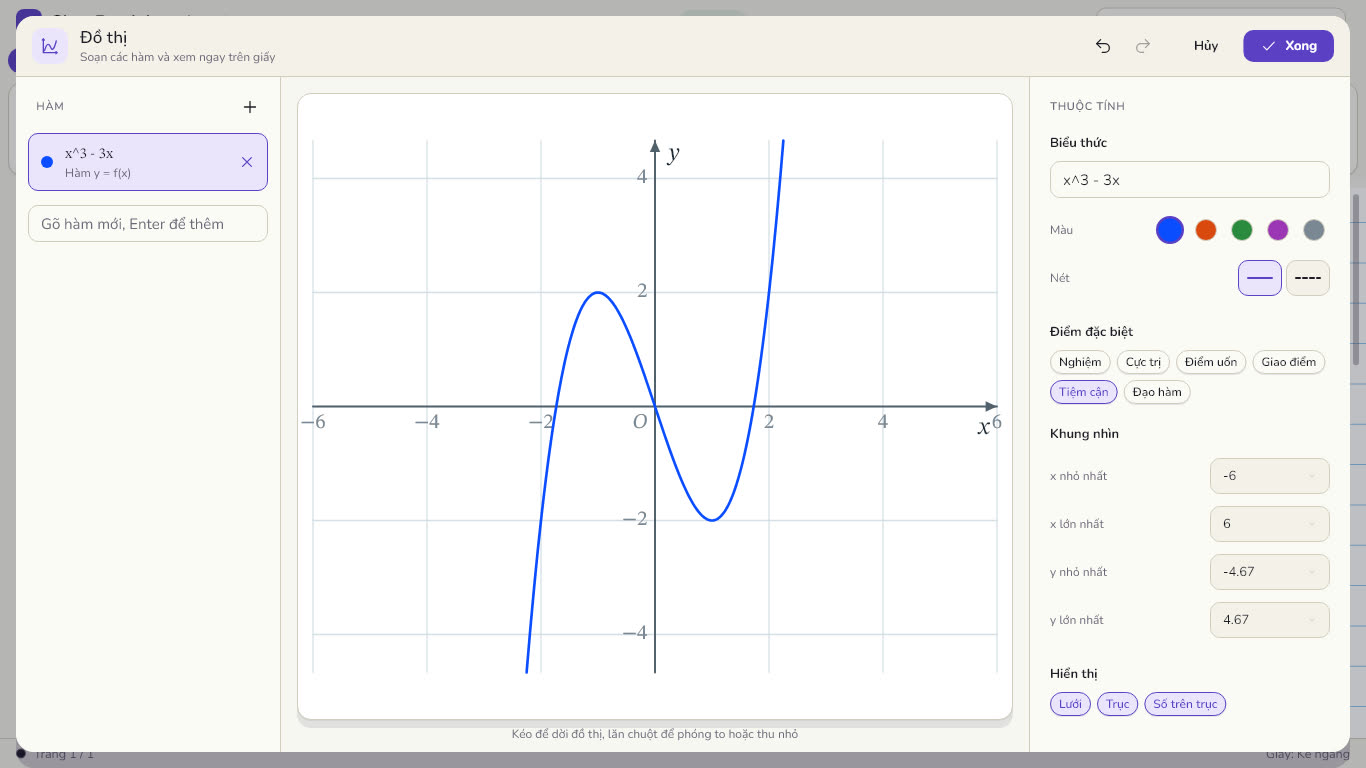 Đồ thị
Soạn các hàm và xem ngay trên giấy
Hủy
Xong
HÀM
x^3 - 3x
Hàm y = f(x)
Gõ hàm mới, Enter để thêm
y
4
2
−6
−4
−2
O
2
4
x
6
−2
−4
Kéo để dời đồ thị, lăn chuột để phóng to hoặc thu nhỏ
THUỘC TÍNH
Biểu thức
x^3 - 3x
Màu
Nét
Điểm đặc biệt
Nghiệm Cực trị Điểm uốn Giao điểm
Tiệm cận Đạo hàm
Khung nhìn
x nhỏ nhất -6
x lớn nhất 6
y nhỏ nhất -4.67
y lớn nhất 4.67
Hiển thị
Lưới Trục Số trên trục
Trang 1 / 1
Giấy: Kẻ ngang